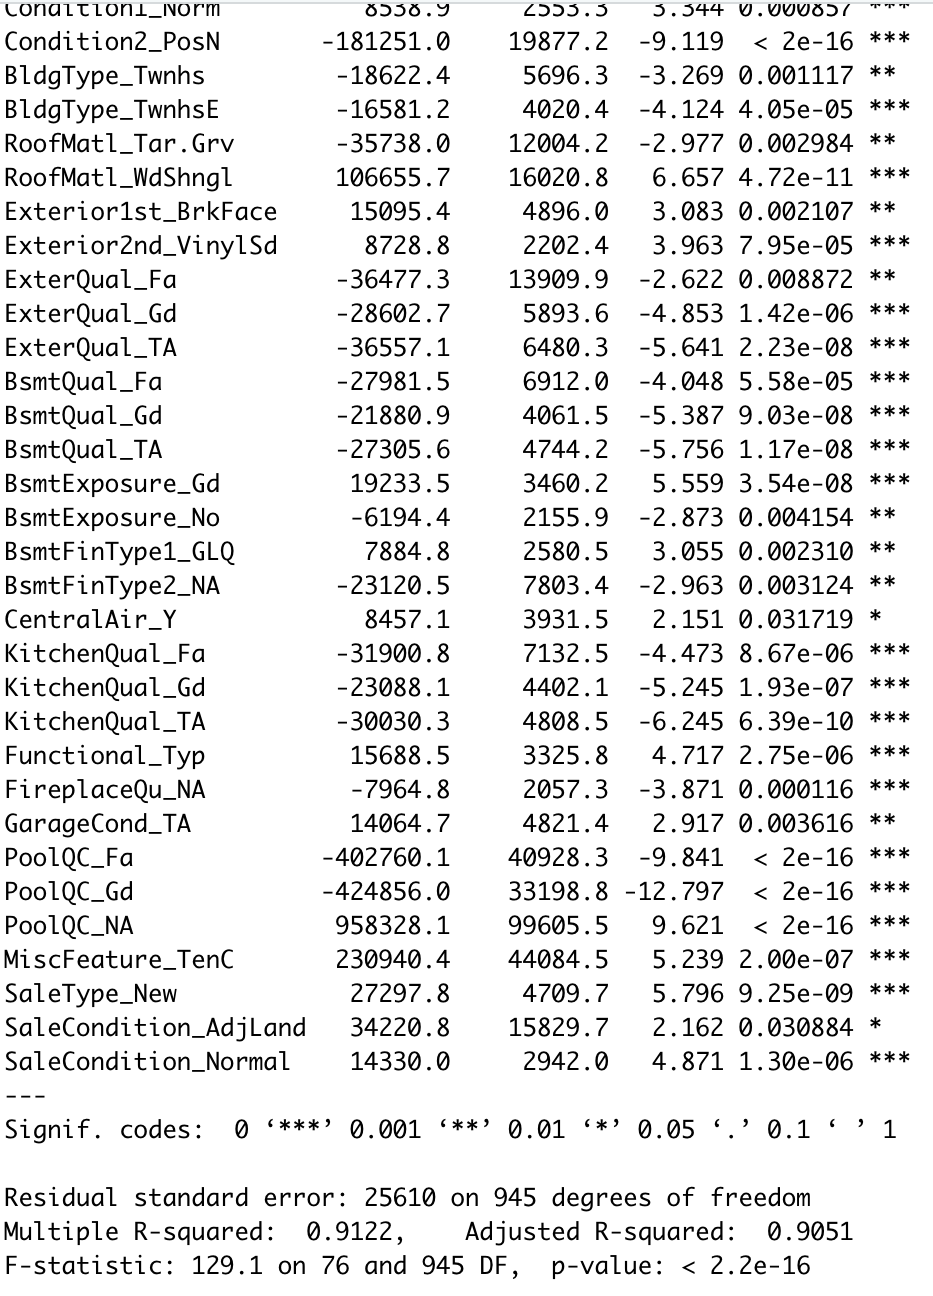 Condition1_Norm 8538.9 2553.3 3.344 0.000857 ***
Condition2_PosN -181251.0 19877.2 -9.119 < 2e-16 ***
BldgType_Twnhs -18622.4 5696.3 -3.269 0.001117 **
BldgType_TwnhsE -16581.2 4020.4 -4.124 4.05e-05 ***
RoofMatl_Tar.Grv -35738.0 12004.2 -2.977 0.002984 **
RoofMatl_WdShngl 106655.7 16020.8 6.657 4.72e-11 ***
Exterior1st_BrkFace 15095.4 4896.0 3.083 0.002107 **
Exterior2nd_VinylSd 8728.8 2202.4 3.963 7.95e-05 ***
ExterQual_Fa -36477.3 13909.9 -2.622 0.008872 **
ExterQual_Gd -28602.7 5893.6 -4.853 1.42e-06 ***
ExterQual_TA -36557.1 6480.3 -5.641 2.23e-08 ***
BsmtQual_Fa -27981.5 6912.0 -4.048 5.58e-05 ***
BsmtQual_Gd -21880.9 4061.5 -5.387 9.03e-08 ***
BsmtQual_TA -27305.6 4744.2 -5.756 1.17e-08 ***
BsmtExposure_Gd 19233.5 3460.2 5.559 3.54e-08 ***
BsmtExposure_No -6194.4 2155.9 -2.873 0.004154 **
BsmtFinType1_GLQ 7884.8 2580.5 3.055 0.002310 **
BsmtFinType2_NA -23120.5 7803.4 -2.963 0.003124 **
CentralAir_Y 8457.1 3931.5 2.151 0.031719 *
KitchenQual_Fa -31900.8 7132.5 -4.473 8.67e-06 ***
KitchenQual_Gd -23088.1 4402.1 -5.245 1.93e-07 ***
KitchenQual_TA -30030.3 4808.5 -6.245 6.39e-10 ***
Functional_Typ 15688.5 3325.8 4.717 2.75e-06 ***
FireplaceQu_NA -7964.8 2057.3 -3.871 0.000116 ***
GarageCond_TA 14064.7 4821.4 2.917 0.003616 **
PoolQC_Fa -402760.1 40928.3 -9.841 < 2e-16 ***
PoolQC_Gd -424856.0 33198.8 -12.797 < 2e-16 ***
PoolQC_NA 958328.1 99605.5 9.621 < 2e-16 ***
MiscFeature_TenC 230940.4 44084.5 5.239 2.00e-07 ***
SaleType_New 27297.8 4709.7 5.796 9.25e-09 ***
SaleCondition_AdjLand 34220.8 15829.7 2.162 0.030884 *
SaleCondition_Normal 14330.0 2942.0 4.871 1.30e-06 ***
---
Signif. codes: 0 ‘***’ 0.001 ‘**’ 0.01 ‘*’ 0.05 ‘.’ 0.1 ‘ ’ 1
Residual standard error: 25610 on 945 degrees of freedom
Multiple R-squared: 0.9122, Adjusted R-squared: 0.9051
F-statistic: 129.1 on 76 and 945 DF, p-value: < 2.2e-16